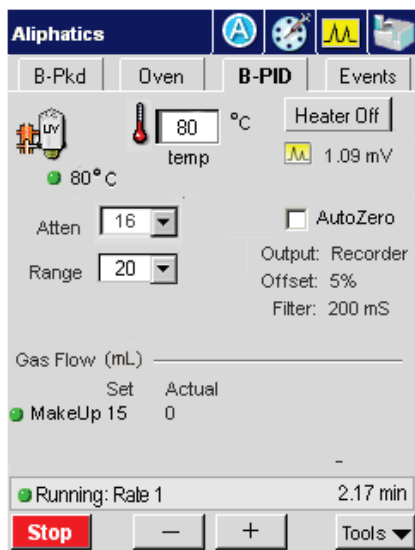 Aliphatics A
B-Pkd Oven B-PID Events
UV 80 °C Heater Off
temp 1.09 mV
80°C
Atten 16 AutoZero
Output: Recorder
Range 20 Offset: 5%
Filter: 200 mS
Gas Flow (mL)
Set Actual
MakeUp 15 0
-
Running: Rate 1 2.17 min
Stop — + Tools